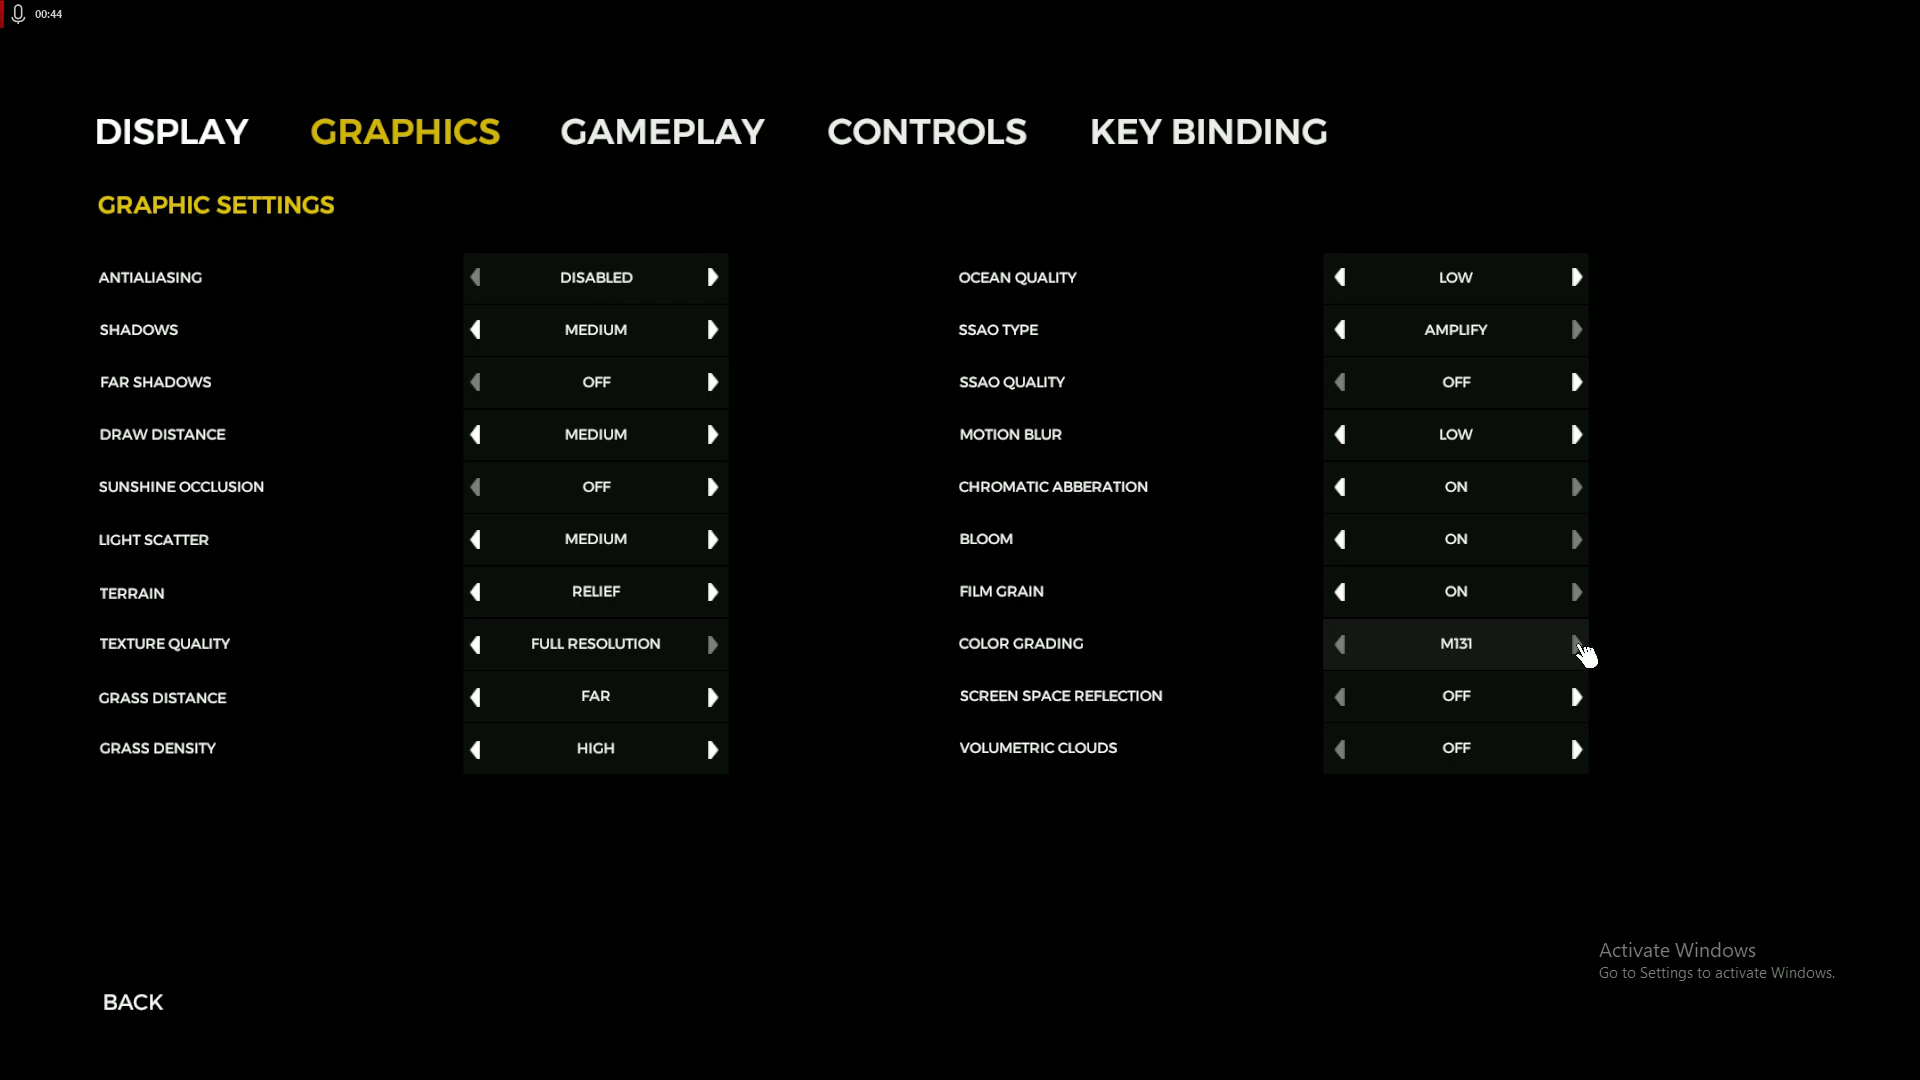 00:44
DISPLAY GRAPHICS GAMEPLAY CONTROLS KEY BINDING
GRAPHIC SETTINGS
ANTIALIASING DISABLED
SHADOWS MEDIUM
FAR SHADOWS OFF
DRAW DISTANCE MEDIUM
SUNSHINE OCCLUSION OFF
LIGHT SCATTER MEDIUM
TERRAIN RELIEF
TEXTURE QUALITY FULL RESOLUTION
GRASS DISTANCE FAR
GRASS DENSITY HIGH
OCEAN QUALITY LOW
SSAO TYPE AMPLIFY
SSAO QUALITY OFF
MOTION BLUR LOW
CHROMATIC ABBERATION ON
BLOOM ON
FILM GRAIN ON
COLOR GRADING M131
SCREEN SPACE REFLECTION OFF
VOLUMETRIC CLOUDS OFF
Activate Windows
Go to Settings to activate Windows.
BACK